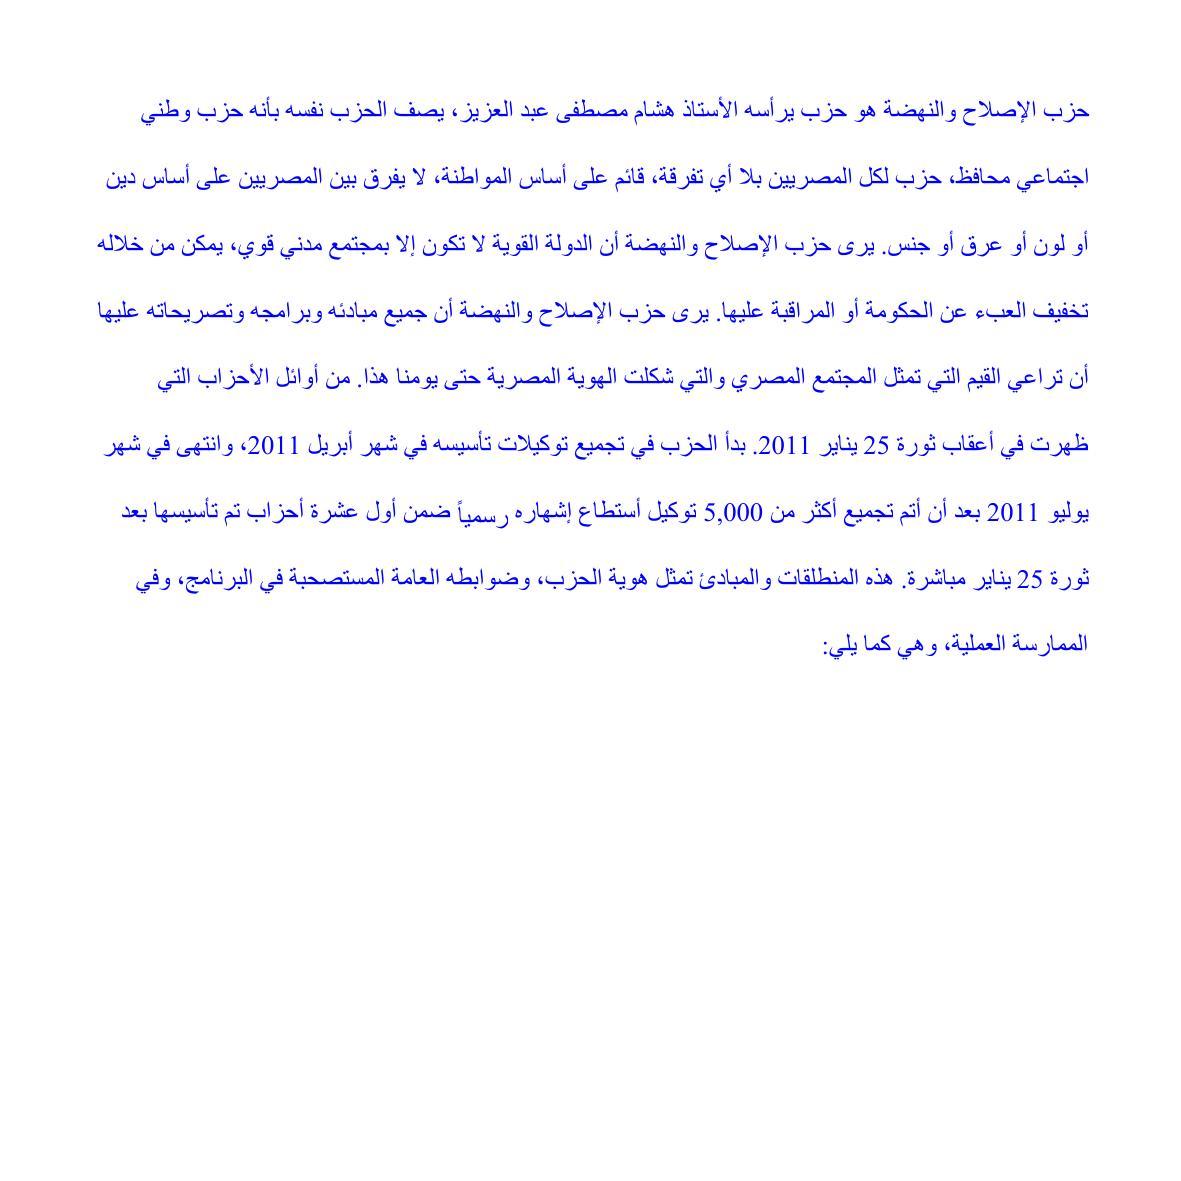 حزب الإصلاح والنهضة هو حزب يرأسه الأستاذ هشام مصطفى عبد العزيز، يصف الحزب نفسه بأنه حزب وطني
اجتماعي محافظ، حزب لكل المصريين بلا أي تفرقة، قائم على أساس المواطنة، لا يفرق بين المصريين على أساس دين
أو لون أو عرق أو جنس. يرى حزب الإصلاح والنهضة أن الدولة القوية لا تكون إلا بمجتمع مدني قوي، يمكن من خلاله
تخفيف العبء عن الحكومة أو المراقبة عليها. يرى حزب الإصلاح والنهضة أن جميع مبادئه وبرامجه وتصريحاته عليها
أن تراعي القيم التي تمثل المجتمع المصري والتي شكلت الهوية المصرية حتى يومنا هذا. من أوائل الأحزاب التي
ظهرت في أعقاب ثورة 25 يناير 2011. بدأ الحزب في تجميع توكيلات تأسيسه في شهر أبريل 2011، وانتهى في شهر
يوليو 2011 بعد أن أتم تجميع أكثر من 5,000 توكيل أستطاع إشهاره رسمياً ضمن أول عشرة أحزاب تم تأسيسها بعد
ثورة 25 يناير مباشرة. هذه المنطلقات والمبادئ تمثل هوية الحزب، وضوابطه العامة المستصحبة في البرنامج، وفي
الممارسة العملية، وهي كما يلي: